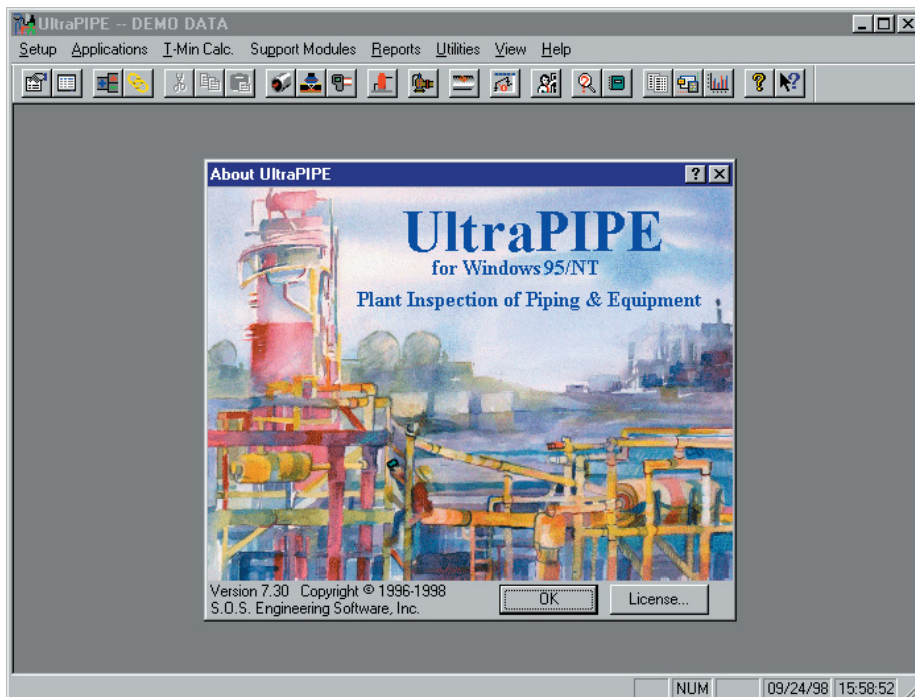 UltraPIPE -- DEMO DATA
Setup Applications T-Min Calc. Support Modules Reports Utilities View Help
About UltraPIPE
UltraPIPE
for Windows 95/NT
Plant Inspection of Piping & Equipment
Version 7.30 Copyright © 1996-1998
S.O.S. Engineering Software, Inc.
OK License...
NUM 09/24/98 15:58:52